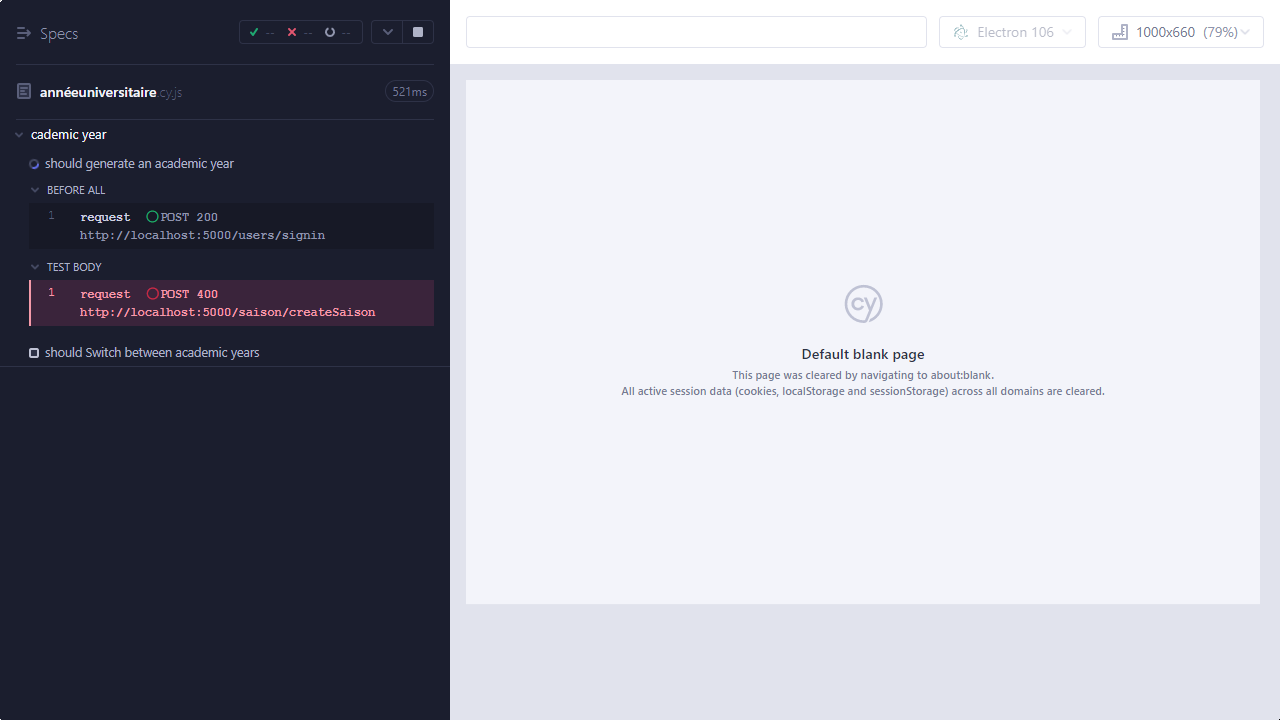 Specs
--
--
--
Electron 106
1000x660 (79%)
annéeuniversitaire.cy.js
521ms
cademic year
should generate an academic year
BEFORE ALL
1 request POST 200
http://localhost:5000/users/signin
TEST BODY
1 request POST 400
http://localhost:5000/saison/createSaison
should Switch between academic years
cy
Default blank page
This page was cleared by navigating to about:blank.
All active session data (cookies, localStorage and sessionStorage) across all domains are cleared.